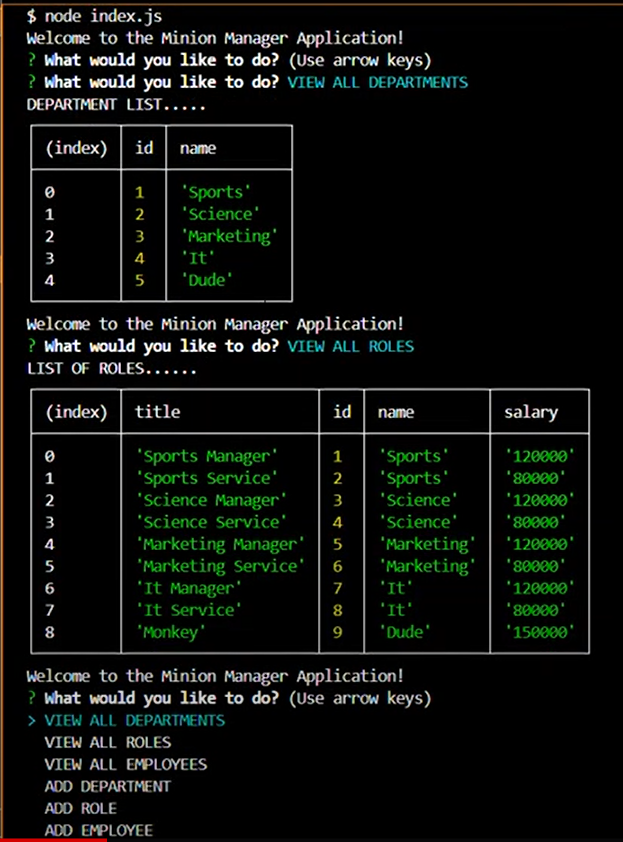 $ node index.js
Welcome to the Minion Manager Application!
? What would you like to do? (Use arrow keys)
? What would you like to do? VIEW ALL DEPARTMENTS
DEPARTMENT LIST.....
(index) id name
0 1 'Sports'
1 2 'Science'
2 3 'Marketing'
3 4 'It'
4 5 'Dude'
Welcome to the Minion Manager Application!
? What would you like to do? VIEW ALL ROLES
LIST OF ROLES......
(index) title id name salary
0 'Sports Manager' 1 'Sports' '120000'
1 'Sports Service' 2 'Sports' '80000'
2 'Science Manager' 3 'Science' '120000'
3 'Science Service' 4 'Science' '80000'
4 'Marketing Manager' 5 'Marketing' '120000'
5 'Marketing Service' 6 'Marketing' '80000'
6 'It Manager' 7 'It' '120000'
7 'It Service' 8 'It' '80000'
8 'Monkey' 9 'Dude' '150000'
Welcome to the Minion Manager Application!
? What would you like to do? (Use arrow keys)
> VIEW ALL DEPARTMENTS
VIEW ALL ROLES
VIEW ALL EMPLOYEES
ADD DEPARTMENT
ADD ROLE
ADD EMPLOYEE